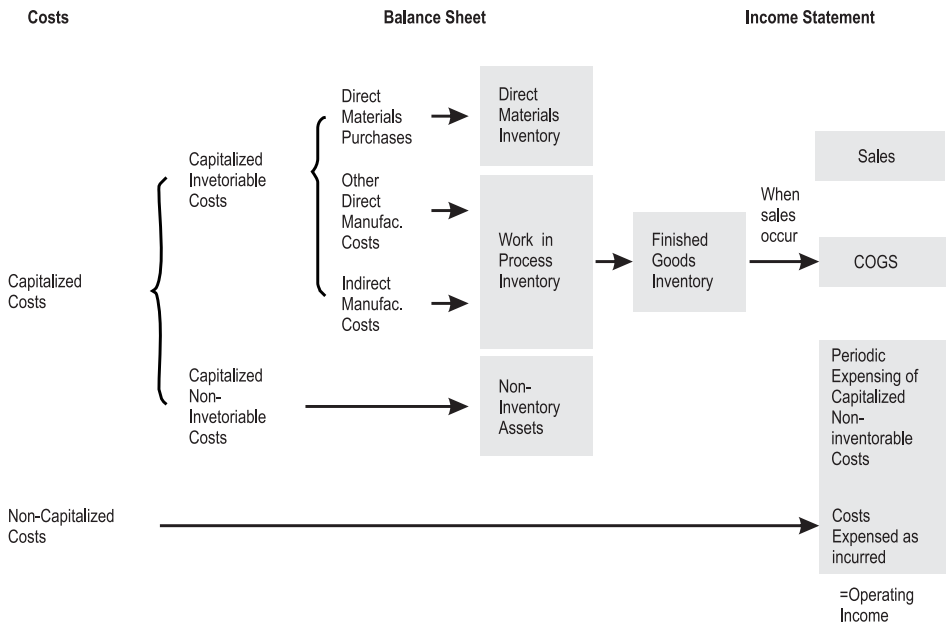 Costs
Balance Sheet
Income Statement
Capitalized
Costs
Capitalized
Invetoriable
Costs
Direct
Materials
Purchases
Direct
Materials
Inventory
Other
Direct
Manufac.
Costs
Indirect
Manufac.
Costs
Work in
Process
Inventory
Finished
Goods
Inventory
When
sales
occur
Sales
COGS
Capitalized
Non-
Invetoriable
Costs
Non-
Inventory
Assets
Periodic
Expensing of
Capitalized
Non-
inventorable
Costs
Non-Capitalized
Costs
Costs
Expensed as
incurred
=Operating
Income